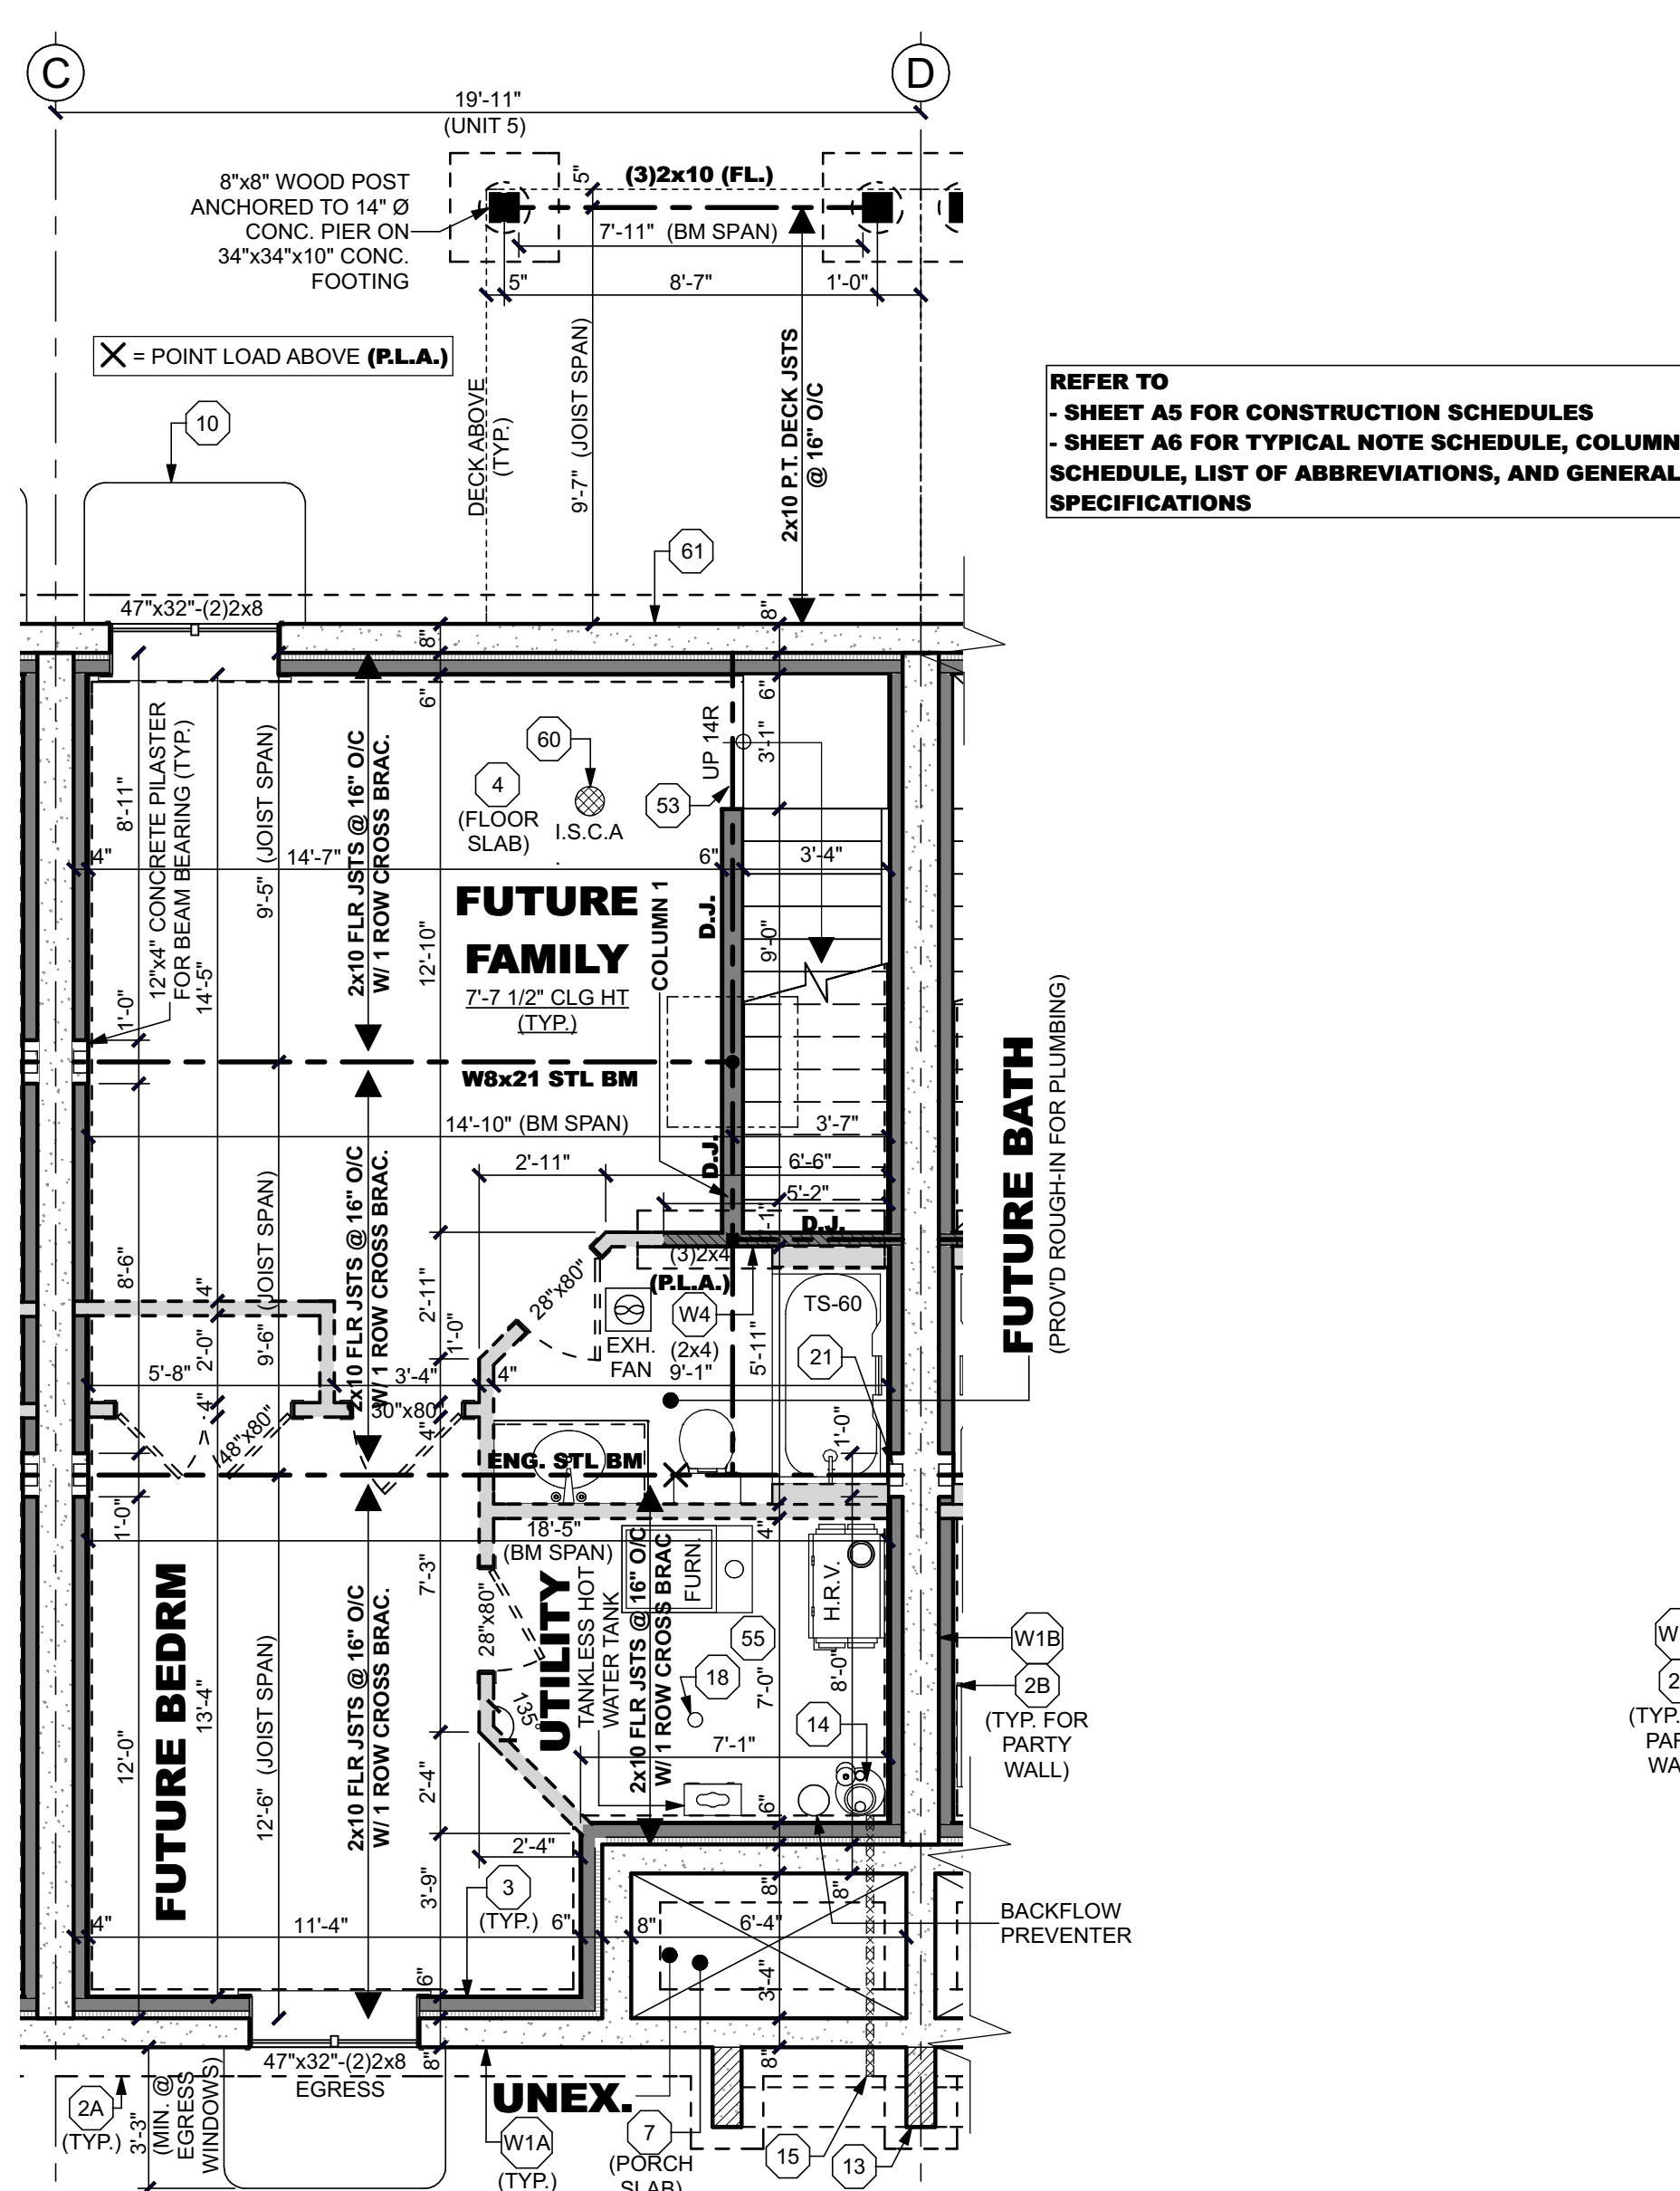 C
D
19'-11"
(UNIT 5)
8"x8" WOOD POST
ANCHORED TO 14" Ø
CONC. PIER ON
34"x34"x10" CONC.
FOOTING
5"
(3)2x10 (FL.)
7'-11" (BM SPAN)
5"
8'-7"
1'-0"
X = POINT LOAD ABOVE (P.L.A.)
10
DECK ABOVE
(TYP.)
9'-7" (JOIST SPAN)
2x10 P.T. DECK JSTS
@ 16" O/C
REFER TO
- SHEET A5 FOR CONSTRUCTION SCHEDULES
- SHEET A6 FOR TYPICAL NOTE SCHEDULE, COLUMN
SCHEDULE, LIST OF ABBREVIATIONS, AND GENERAL
SPECIFICATIONS
61
47"x32"-(2)2x8
8"
8"
6"
6"
8'-11"
12"x4" CONCRETE PILASTER
FOR BEAM BEARING (TYP.)
14'-5"
9'-5" (JOIST SPAN)
2x10 FLR JSTS @ 16" O/C
W/ 1 ROW CROSS BRAC.
60
4
(FLOOR
SLAB)
I.S.C.A
.
UP 14R
3'-1"
53
4"
14'-7"
6"
3'-4"
FUTURE
FAMILY
7'-7 1/2" CLG HT
(TYP.)
12'-10"
COLUMN 1
D.J.
9'-0"
1'-0"
W8x21 STL BM
14'-10" (BM SPAN)
3'-7"
D.J.
2'-11"
6'-6"
5'-2"
D.J.
FUTURE BATH
(PROV'D ROUGH-IN FOR PLUMBING)
8'-6"
4"
2'-0"
4"
9'-6" (JOIST SPAN)
2x10 FLR JSTS @ 16" O/C
W/ 1 ROW CROSS BRAC.
2'-11"
1'-0"
28"x80"
(3)2x4
(P.L.A.)
W4
(2x4)
9'-1"
EXH.
FAN
5'-11"
TS-60
21
5'-8"
3'-4"
4"
48"x80"
30"x80"
4"
1'-0"
ENG. STL BM
1'-0"
18'-5"
(BM SPAN)
4"
FUTURE BEDRM
12'-0"
13'-4"
12'-6" (JOIST SPAN)
2x10 FLR JSTS @ 16" O/C
W/ 1 ROW CROSS BRAC.
7'-3"
28"x80"
135°
UTILITY
TANKLESS HOT
WATER TANK
2x10 FLR JSTS @ 16" O/C
W/ 1 ROW CROSS BRAC
FURN.
H.R.V.
55
18
7'-0"
8'-0"
14
7'-1"
W1B
2B
(TYP. FOR
PARTY
WALL)
2'-4"
2'-4"
6"
3'-9"
3
(TYP.)
4"
11'-4"
6"
8"
6'-4"
8"
8"
BACKFLOW
PREVENTER
3'-4"
6"
8"
8"
47"x32"-(2)2x8
EGRESS
2A
(TYP.)
3'-3"
(MIN. @
EGRESS
WINDOWS)
UNEX.
W1A
(TYP.)
7
(PORCH
SLAB)
15
13